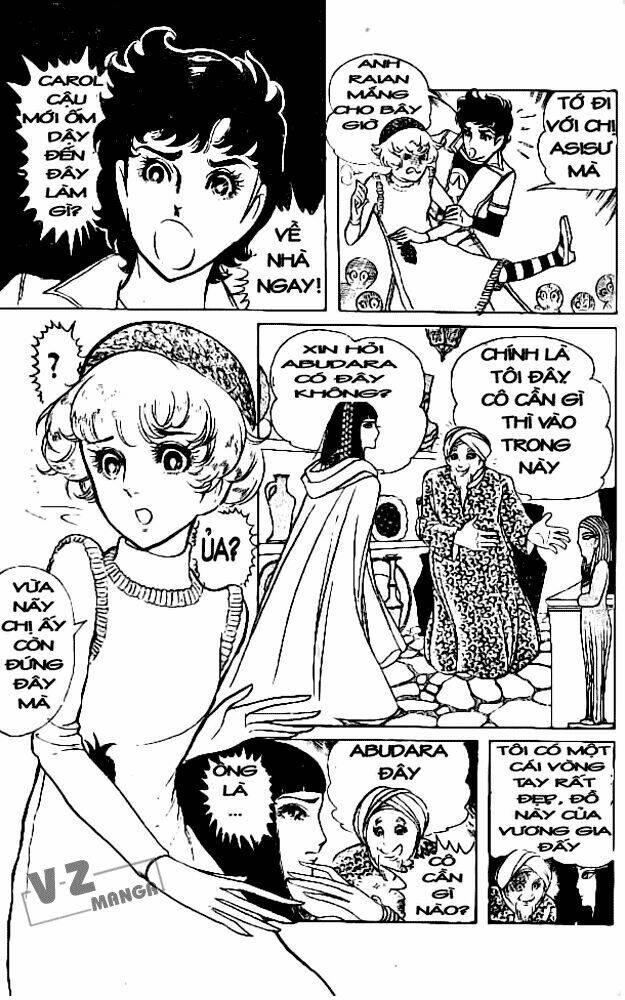 CAROL
CẬU
MỚI ỐM
DẬY
ĐẾN
ĐÂY
LÀM
GÌ?
VỀ
NHÀ
NGAY!
ANH
RAIAN
MẮNG
CHO BÂY
GIỜ
TỚ ĐI
VỚI CHỊ
ASISƯ
MÀ
?
ỦA?
VỪA
NÃY
CHỊ ẤY
CÒN
ĐỨNG
ĐÂY
MÀ
XIN HỎI
ABUDARA
CÓ ĐÂY
KHÔNG?
CHÍNH LÀ
TÔI ĐÂY.
CÔ CẦN GÌ
THÌ VÀO
TRONG
NÀY
ÔNG
LÀ
...
ABUDARA
ĐÂY
CÔ
CẦN
GÌ
NÀO?
TÔI CÓ MỘT
CÁI VÒNG
TAY RẤT
ĐẸP, ĐỒ
NÀY CỦA
VƯƠNG GIA
ĐẤY
V-Z
MANGA